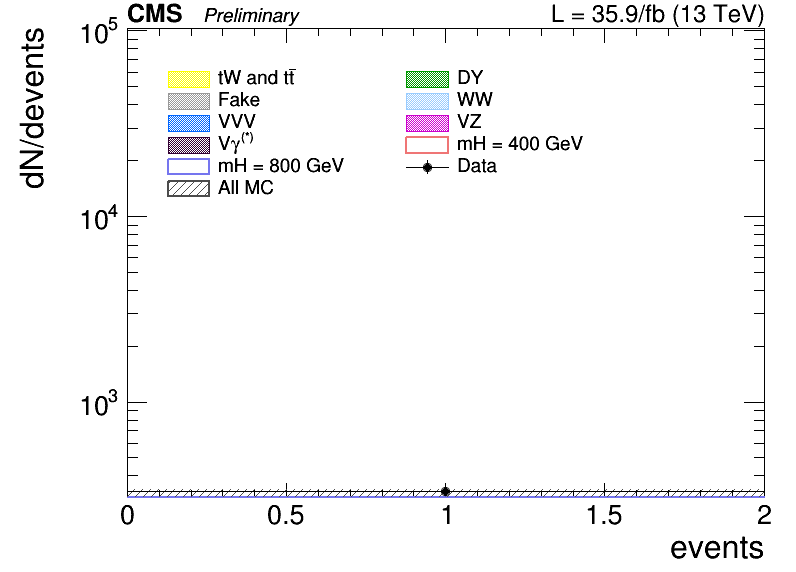 CMS Preliminary L = 35.9/fb (13 TeV)
dN/devents
10⁵
10⁴
10³
tW and tt̄ DY
Fake WW
VVV VZ
Vγ⁽*⁾ mH = 400 GeV
mH = 800 GeV Data
All MC
0 0.5 1 1.5 2
events